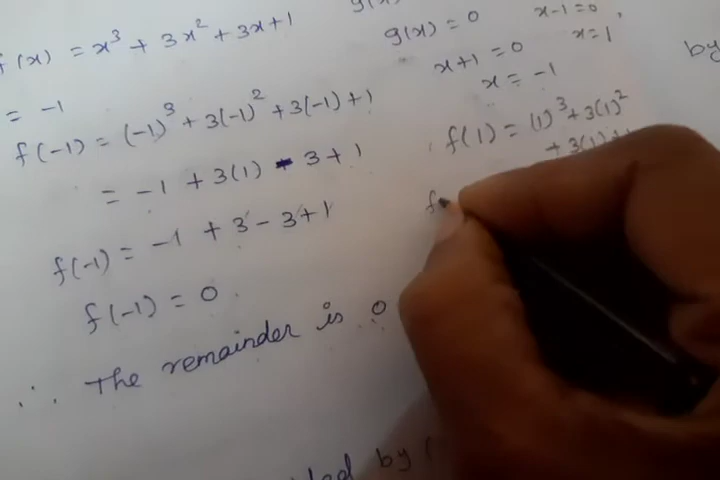 f(x) = x³ + 3x² + 3x + 1
= -1
f(-1) = (-1)³ + 3(-1)² + 3(-1) + 1
= -1 + 3(1) - 3 + 1
f(-1) = -1 + 3 - 3 + 1
f(-1) = 0
∴ The remainder is 0
g(x)
g(x) = 0
x + 1 = 0
x = -1
x - 1 = 0
x = 1
f(1) = (1)³ + 3(1)²
+ 3(1) + 1
f
by
by (